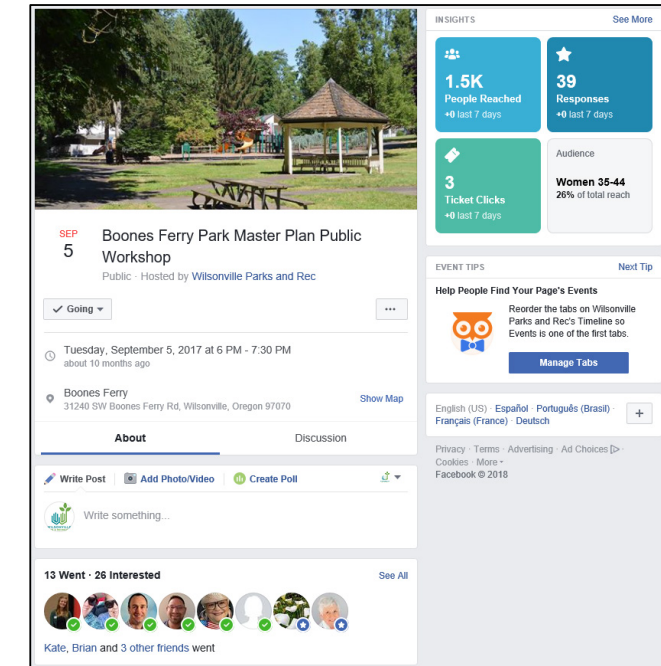 SEP
5
Boones Ferry Park Master Plan Public
Workshop
Public · Hosted by Wilsonville Parks and Rec
Going
Tuesday, September 5, 2017 at 6 PM - 7:30 PM
about 10 months ago
Boones Ferry
31240 SW Boones Ferry Rd, Wilsonville, Oregon 97070
Show Map
About
Discussion
Write Post
Add Photo/Video
Create Poll
WILSONVILLE
Write something...
13 Went · 26 Interested
See All
Kate, Brian and 3 other friends went
INSIGHTS
See More
1.5K
People Reached
+0 last 7 days
39
Responses
+0 last 7 days
3
Ticket Clicks
+0 last 7 days
Audience
Women 35-44
26% of total reach
EVENT TIPS
Next Tip
Help People Find Your Page's Events
Reorder the tabs on Wilsonville
Parks and Rec's Timeline so
Events is one of the first tabs.
Manage Tabs
English (US) · Español · Português (Brasil) ·
Français (France) · Deutsch
+
Privacy · Terms · Advertising · Ad Choices ·
Cookies · More
Facebook © 2018